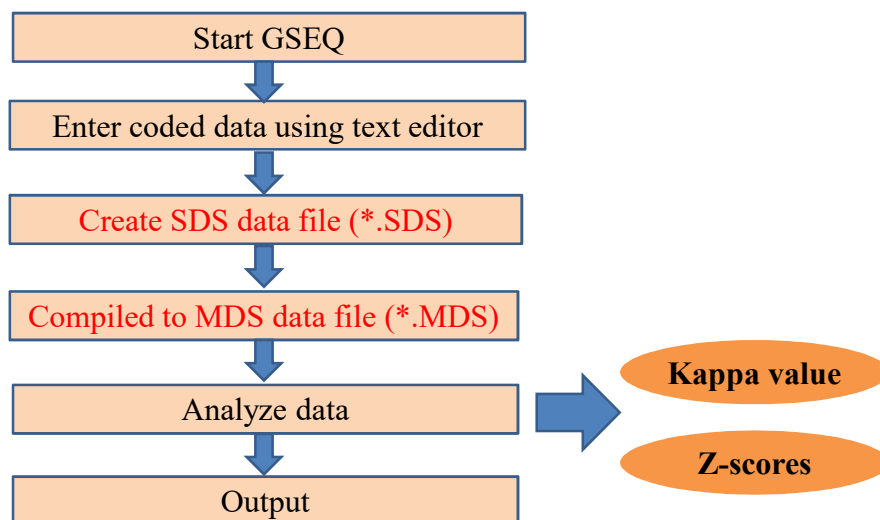 Start GSEQ
Enter coded data using text editor
Create SDS data file (*.SDS)
Compiled to MDS data file (*.MDS)
Analyze data
Output
Kappa value
Z-scores